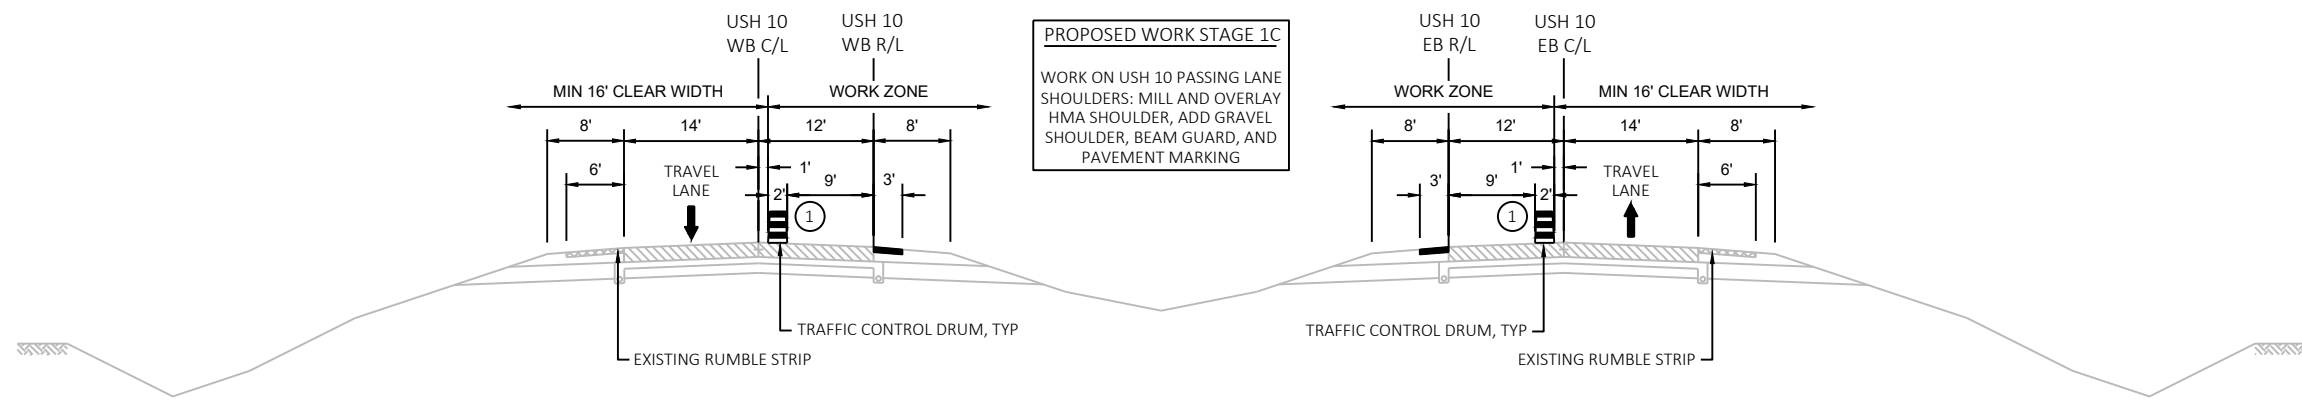 USH 10
WB C/L
USH 10
WB R/L
MIN 16' CLEAR WIDTH
WORK ZONE
8'
14'
12'
8'
6'
TRAVEL
LANE
1'
2'
9'
3'
1
TRAFFIC CONTROL DRUM, TYP
EXISTING RUMBLE STRIP
PROPOSED WORK STAGE 1C
WORK ON USH 10 PASSING LANE
SHOULDERS: MILL AND OVERLAY
HMA SHOULDER, ADD GRAVEL
SHOULDER, BEAM GUARD, AND
PAVEMENT MARKING
USH 10
EB R/L
USH 10
EB C/L
WORK ZONE
MIN 16' CLEAR WIDTH
8'
12'
14'
8'
3'
9'
1'
2'
TRAVEL
LANE
6'
1
TRAFFIC CONTROL DRUM, TYP
EXISTING RUMBLE STRIP